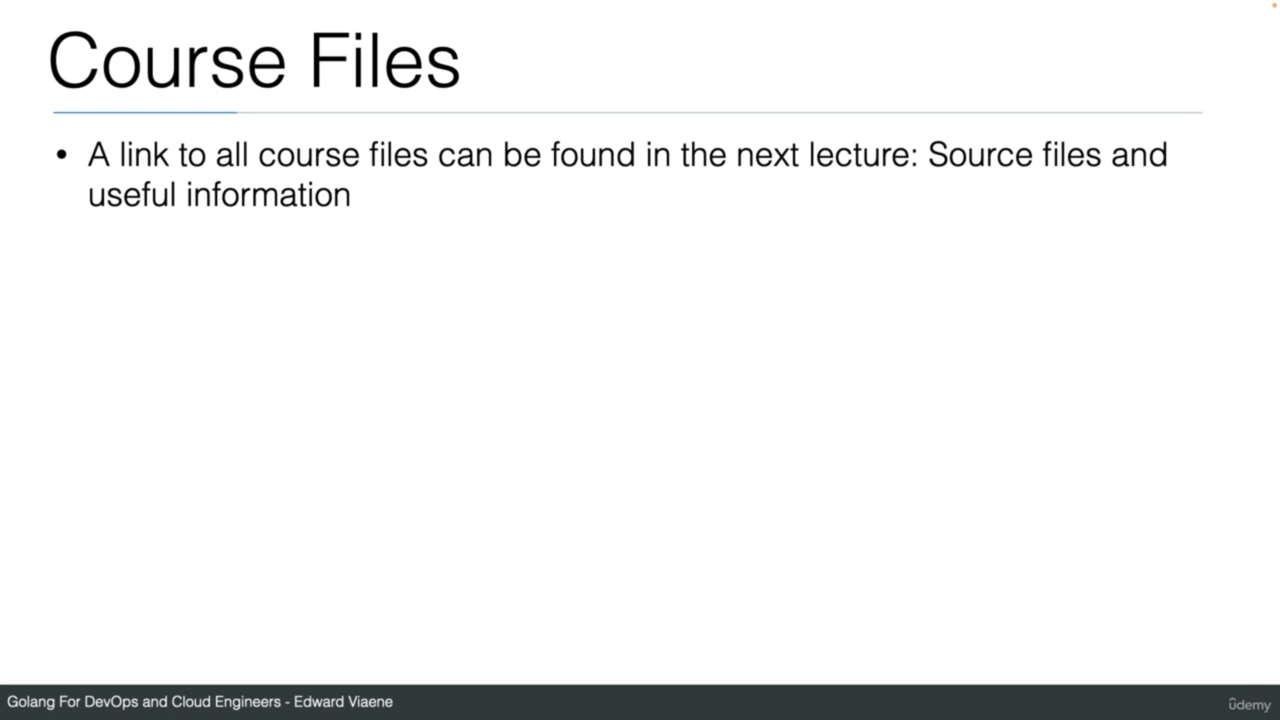 Course Files
• A link to all course files can be found in the next lecture: Source files and
useful information
Golang For DevOps and Cloud Engineers - Edward Viaene
ûdemy